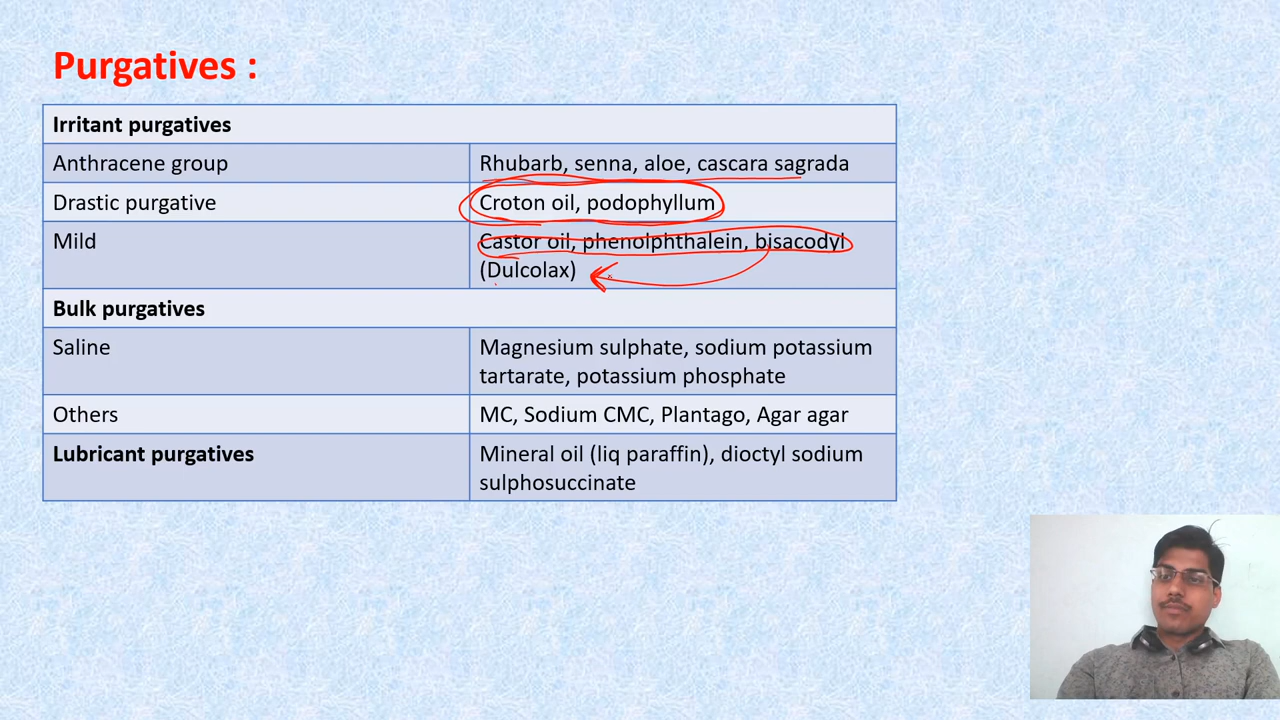 Purgatives :
Irritant purgatives
Anthracene group
Rhubarb, senna, aloe, cascara sagrada
Drastic purgative
Croton oil, podophyllum
Mild
Castor oil, phenolphthalein, bisacodyl
(Dulcolax)
Bulk purgatives
Saline
Magnesium sulphate, sodium potassium
tartarate, potassium phosphate
Others
MC, Sodium CMC, Plantago, Agar agar
Lubricant purgatives
Mineral oil (liq paraffin), dioctyl sodium
sulphosuccinate